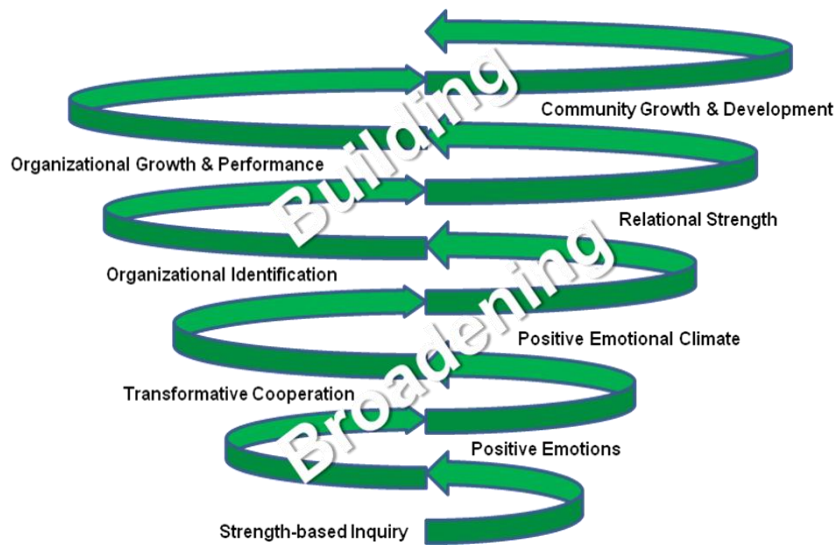 Community Growth & Development
Organizational Growth & Performance
Building
Relational Strength
Organizational Identification
Positive Emotional Climate
Broadening
Transformative Cooperation
Positive Emotions
Strength-based Inquiry